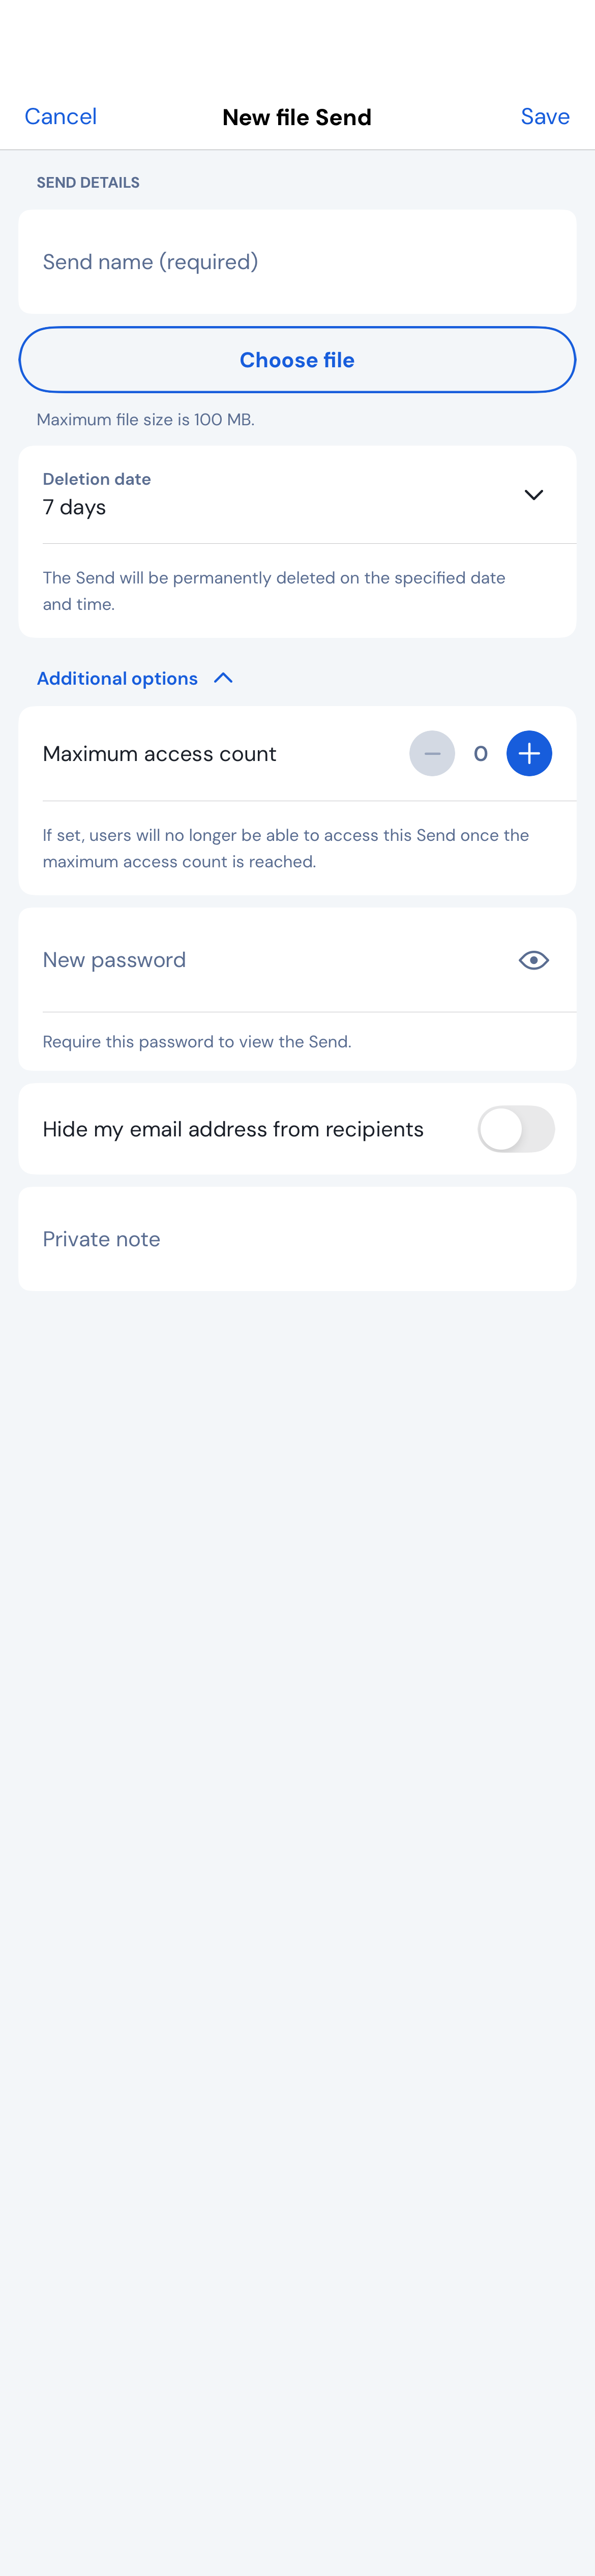 Cancel
New file Send
Save
SEND DETAILS
Send name (required)
Choose file
Maximum file size is 100 MB.
Deletion date
7 days
The Send will be permanently deleted on the specified date
and time.
Additional options
Maximum access count
0
If set, users will no longer be able to access this Send once the
maximum access count is reached.
New password
Require this password to view the Send.
Hide my email address from recipients
Private note